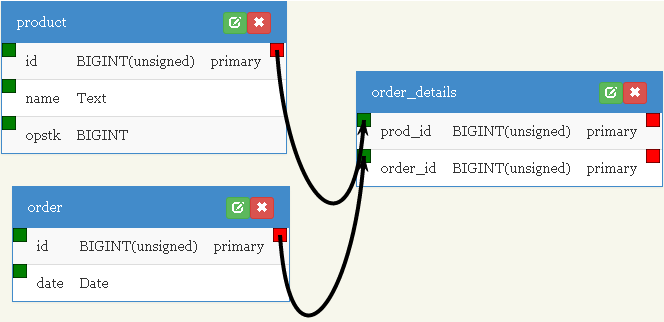 product
id BIGINT(unsigned) primary
name Text
opstk BIGINT
order_details
prod_id BIGINT(unsigned) primary
order_id BIGINT(unsigned) primary
order
id BIGINT(unsigned) primary
date Date